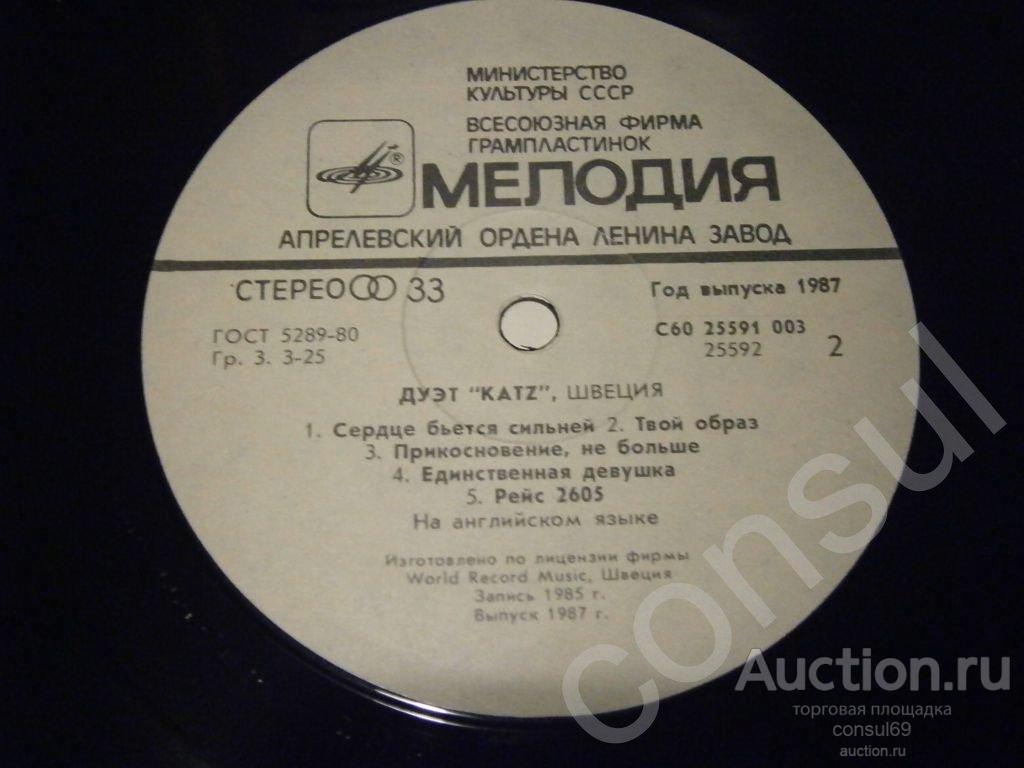 МИНИСТЕРСТВО
КУЛЬТУРЫ СССР
ВСЕСОЮЗНАЯ ФИРМА
ГРАМПЛАСТИНОК
®
МЕЛОДИЯ
АПРЕЛЕВСКИЙ ОРДЕНА ЛЕНИНА ЗАВОД
СТЕРЕО 33
Год выпуска 1987
ГОСТ 5289-80
Гр. 3. 3-25
С60 25591 003
25592 2
ДУЭТ "KATZ", ШВЕЦИЯ
1. Сердце бьется сильней 2. Твой образ
3. Прикосновение, не больше
4. Единственная девушка
5. Рейс 2605
На английском языке
Изготовлено по лицензии фирмы
World Record Music, Швеция
Запись 1985 г.
Выпуск 1987 г.
consul
Auction.ru
торговая площадка
consul69
auction.ru